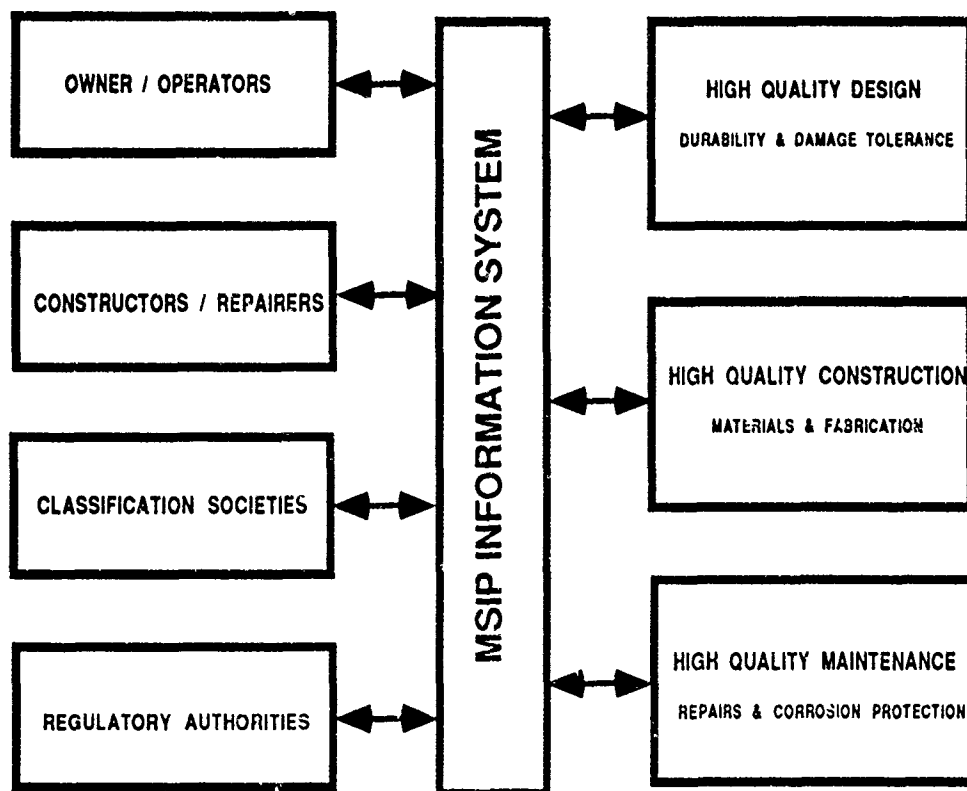 OWNER / OPERATORS
CONSTRUCTORS / REPAIRERS
CLASSIFICATION SOCIETIES
REGULATORY AUTHORITIES
MSIP INFORMATION SYSTEM
HIGH QUALITY DESIGN
DURABILITY & DAMAGE TOLERANCE
HIGH QUALITY CONSTRUCTION
MATERIALS & FABRICATION
HIGH QUALITY MAINTENANCE
REPAIRS & CORROSION PROTECTION